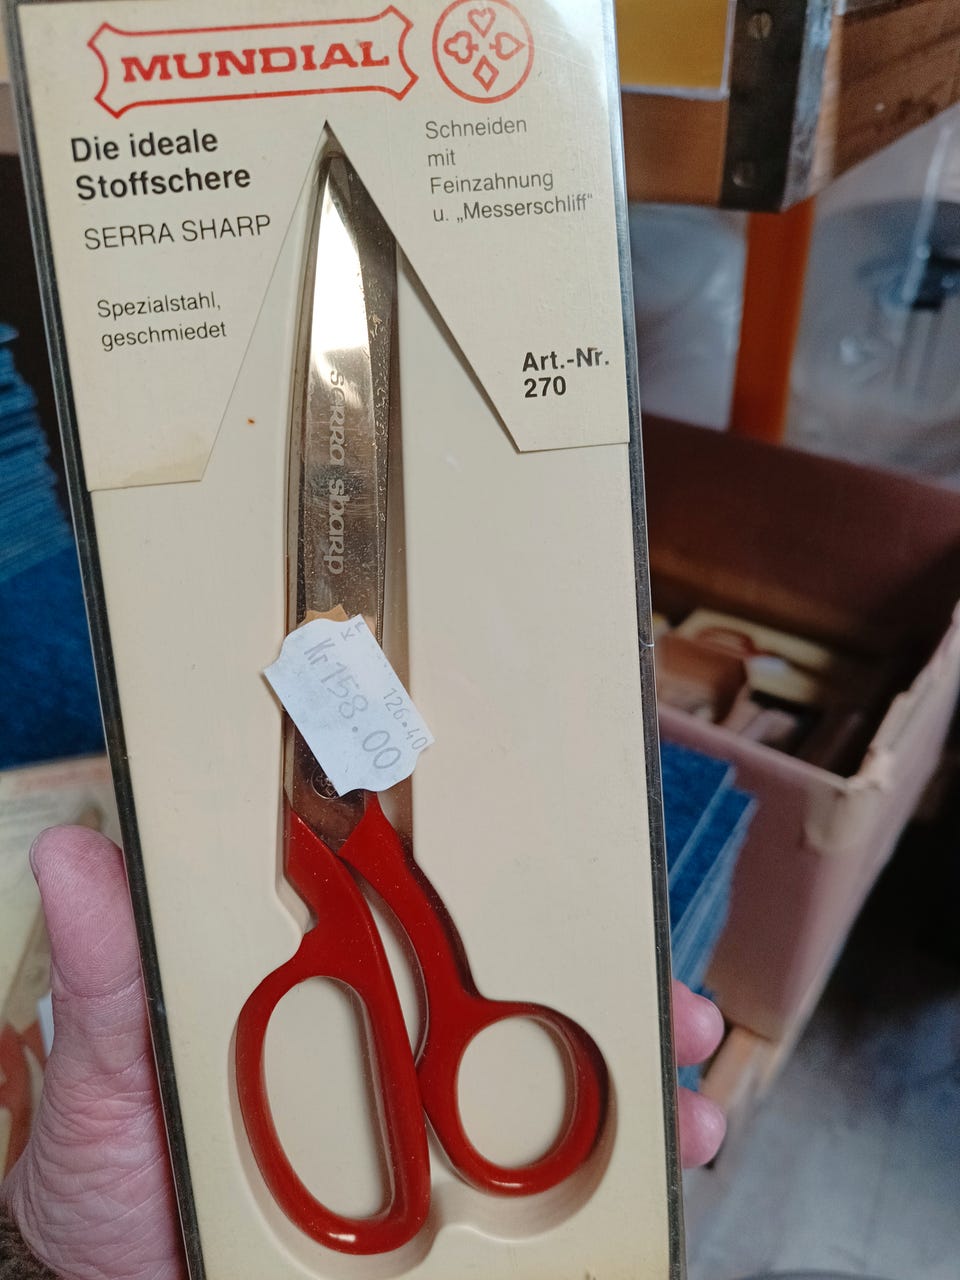 MUNDIAL
Die ideale
Stoffschere
SERRA SHARP
Spezialstahl,
geschmiedet
Schneiden
mit
Feinzahnung
u. „Messerschliff“
Art.-Nr.
270
serra sharp
Kr
Kr 158.00
126.40